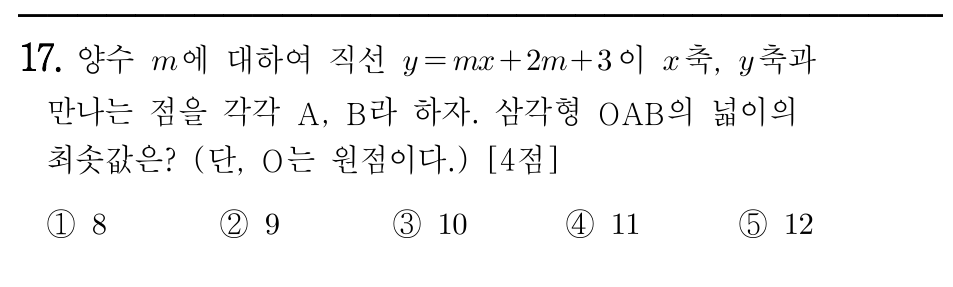 17. 양수 m에 대하여 직선 y=mx+2m+3이 x축, y축과
만나는 점을 각각 A, B라 하자. 삼각형 OAB의 넓이의
최솟값은? (단, O는 원점이다.) [4점]
① 8 ② 9 ③ 10 ④ 11 ⑤ 12